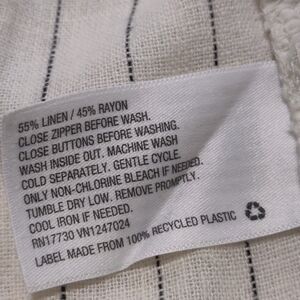 55% LINEN / 45% RAYON
CLOSE ZIPPER BEFORE WASH.
CLOSE BUTTONS BEFORE WASHING.
WASH INSIDE OUT. MACHINE WASH
COLD SEPARATELY. GENTLE CYCLE.
ONLY NON-CHLORINE BLEACH IF NEEDED.
TUMBLE DRY LOW. REMOVE PROMPTLY.
COOL IRON IF NEEDED.
RN17730 VN1247024
LABEL MADE FROM 100% RECYCLED PLASTIC